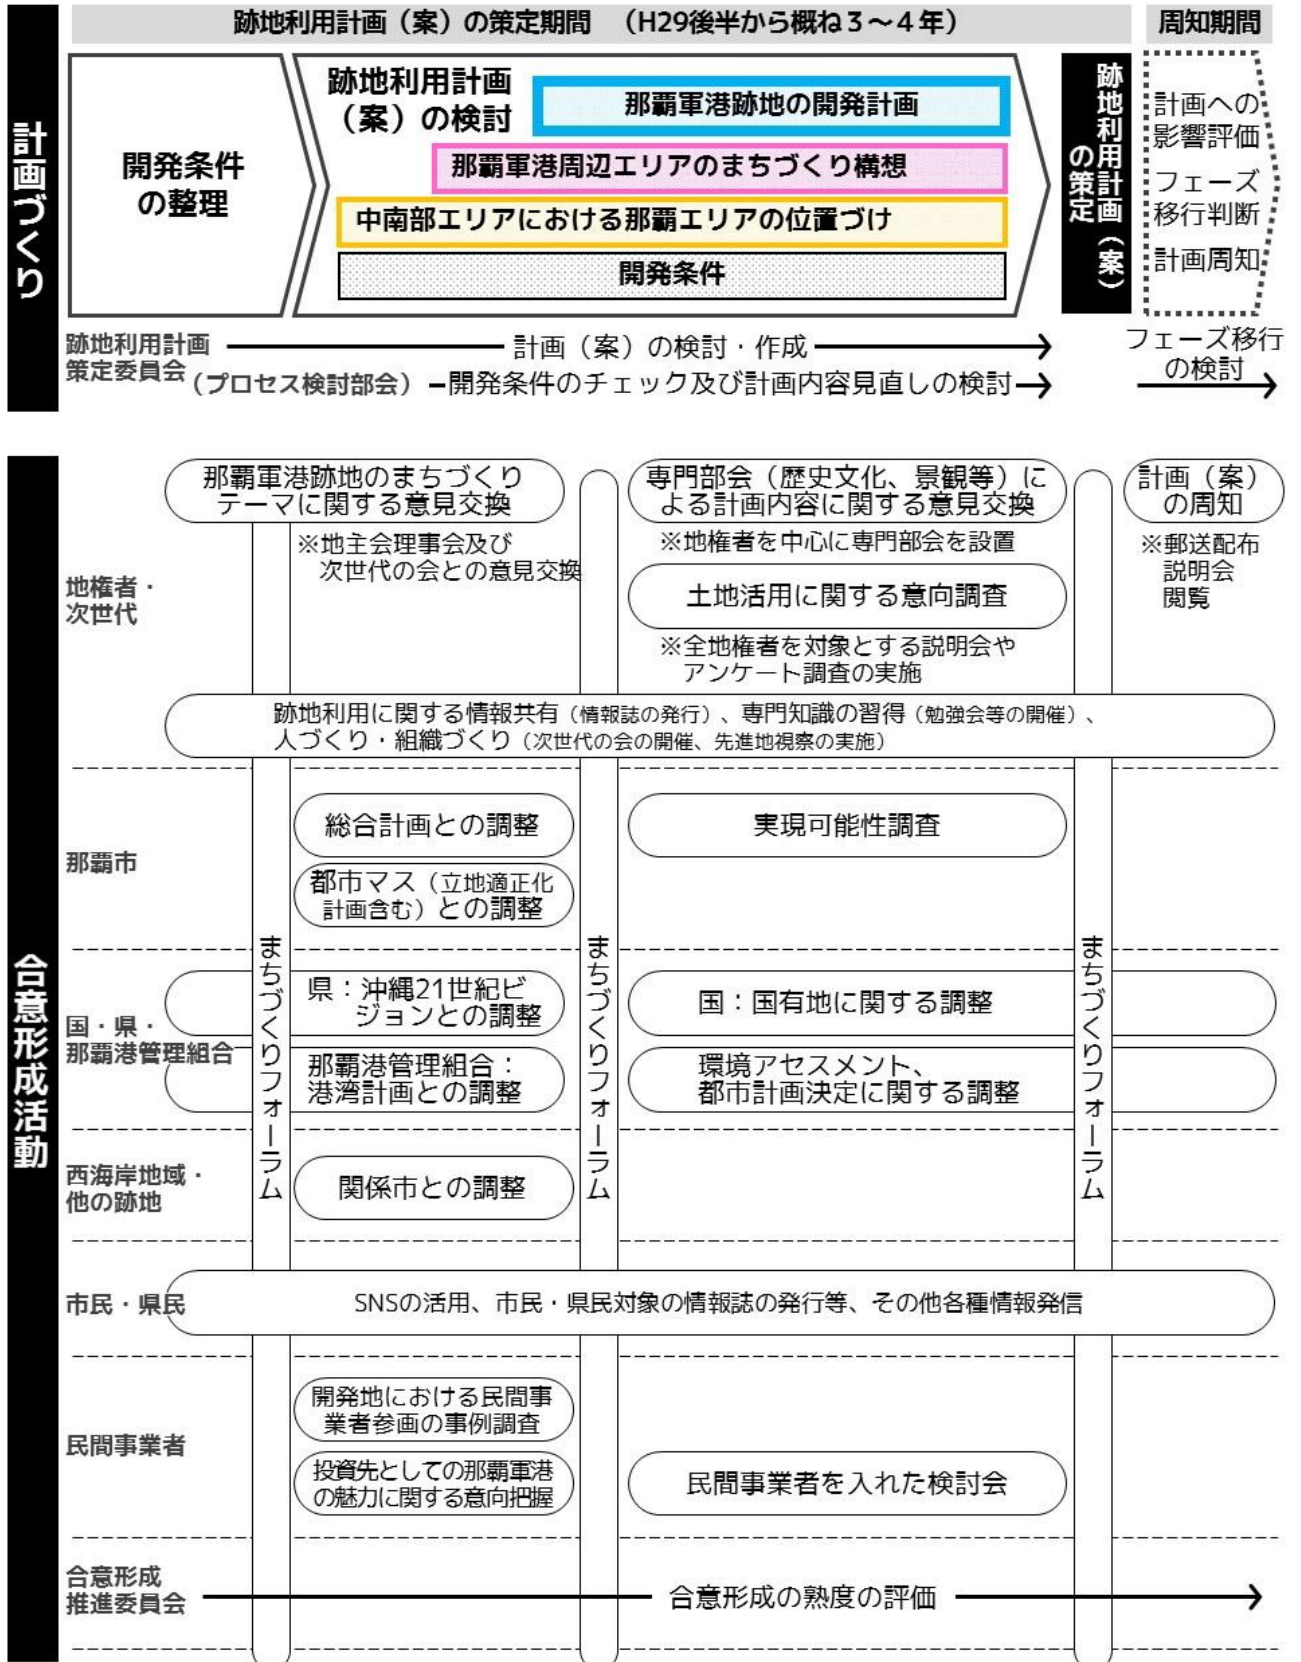 跡地利用計画（案）の策定期間　（H29後半から概ね３〜４年）
周知期間
計画づくり
開発条件
の整理
跡地利用計画
（案）の検討
那覇軍港跡地の開発計画
那覇軍港周辺エリアのまちづくり構想
中南部エリアにおける那覇エリアの位置づけ
開発条件
跡地利用計画（案）
の策定
計画への
影響評価
フェーズ
移行判断
計画周知
跡地利用計画
策定委員会
計画（案）の検討・作成
（プロセス検討部会）
開発条件のチェック及び計画内容見直しの検討
フェーズ移行
の検討
合意形成活動
地権者・
次世代
那覇軍港跡地のまちづくり
テーマに関する意見交換
※地主会理事会及び
次世代の会との意見交換
専門部会（歴史文化、景観等）に
よる計画内容に関する意見交換
※地権者を中心に専門部会を設置
土地活用に関する意向調査
※全地権者を対象とする説明会や
アンケート調査の実施
計画（案）
の周知
※郵送配布
説明会
閲覧
跡地利用に関する情報共有（情報誌の発行）、専門知識の習得（勉強会等の開催）、
人づくり・組織づくり（次世代の会の開催、先進地視察の実施）
那覇市
総合計画との調整
都市マス（立地適正化
計画含む）との調整
実現可能性調査
まちづくりフォーラム
まちづくりフォーラム
まちづくりフォーラム
国・県・
那覇港管理組合
県：沖縄21世紀ビ
ジョンとの調整
那覇港管理組合：
港湾計画との調整
国：国有地に関する調整
環境アセスメント、
都市計画決定に関する調整
西海岸地域・
他の跡地
関係市との調整
市民・県民
SNSの活用、市民・県民対象の情報誌の発行等、その他各種情報発信
民間事業者
開発地における民間事
業者参画の事例調査
投資先としての那覇軍港
の魅力に関する意向把握
民間事業者を入れた検討会
合意形成
推進委員会
合意形成の熟度の評価